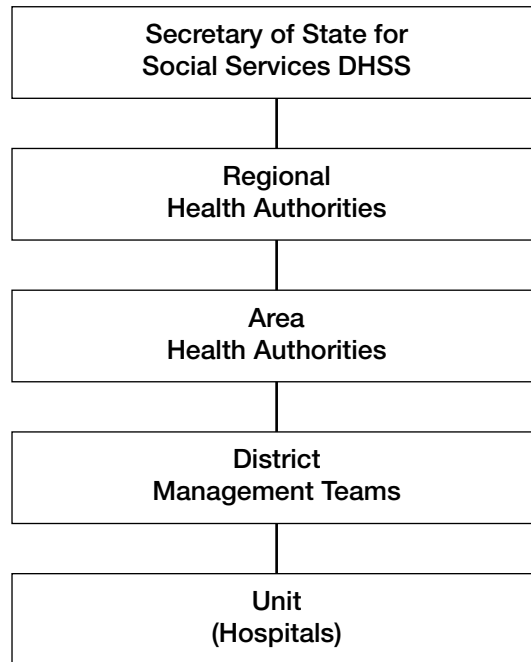 Secretary of State for
Social Services DHSS
Regional
Health Authorities
Area
Health Authorities
District
Management Teams
Unit
(Hospitals)